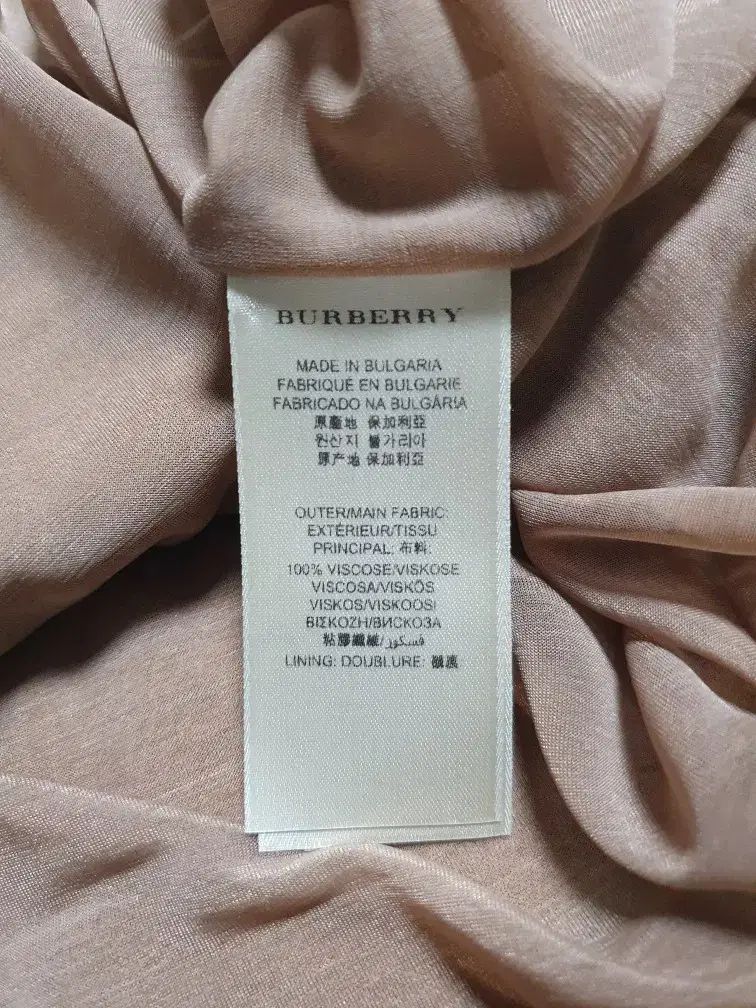 BURBERRY
MADE IN BULGARIA
FABRIQUÉ EN BULGARIE
FABRICADO NA BULGÁRIA
原產地 保加利亞
원산지 불가리아
原产地 保加利亞
OUTER/MAIN FABRIC:
EXTÉRIEUR/TISSU
PRINCIPAL: 布料:
100% VISCOSE/VISKOSE
VISCOSA/VISKÓS
VISKOS/VISKOOSI
ΒΙΣΚΟΖΗ/ВИСКОЗА
粘膠纖維/فسكوز
LINING: DOUBLURE: 襯裏